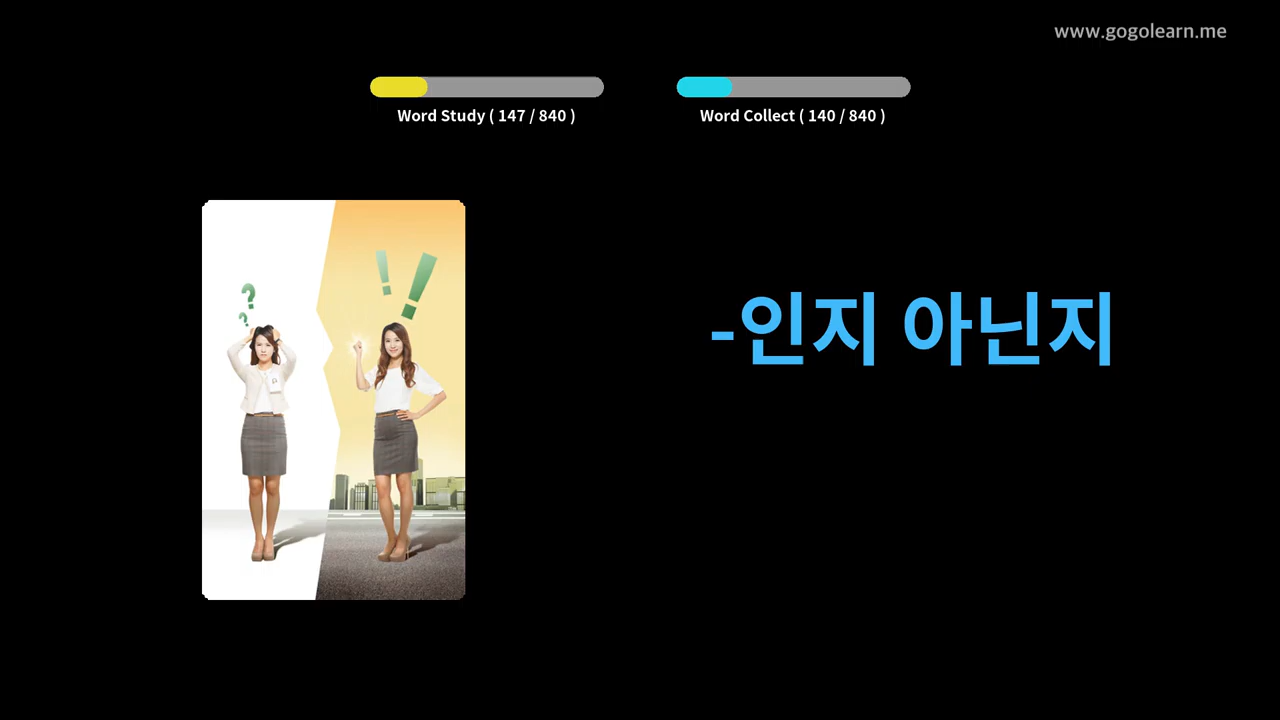 www.gogolearn.me
Word Study ( 147 / 840 )
Word Collect ( 140 / 840 )
? ! !
?
-인지 아닌지